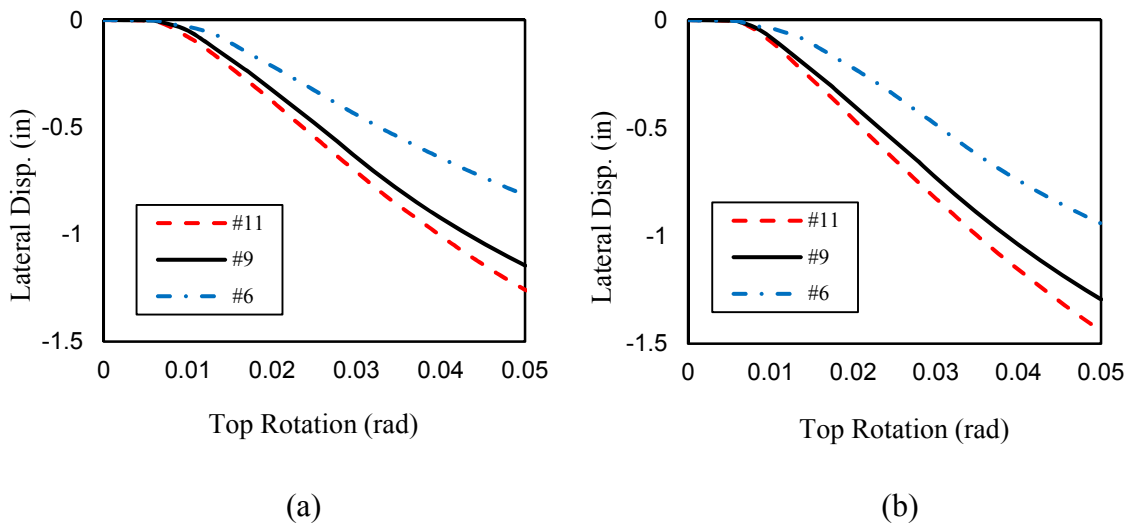 0
-0.5
-1
-1.5
Lateral Disp. (in)
#11
#9
#6
0 0.01 0.02 0.03 0.04 0.05
Top Rotation (rad)
(a)
0
-0.5
-1
-1.5
Lateral Disp. (in)
#11
#9
#6
0 0.01 0.02 0.03 0.04 0.05
Top Rotation (rad)
(b)